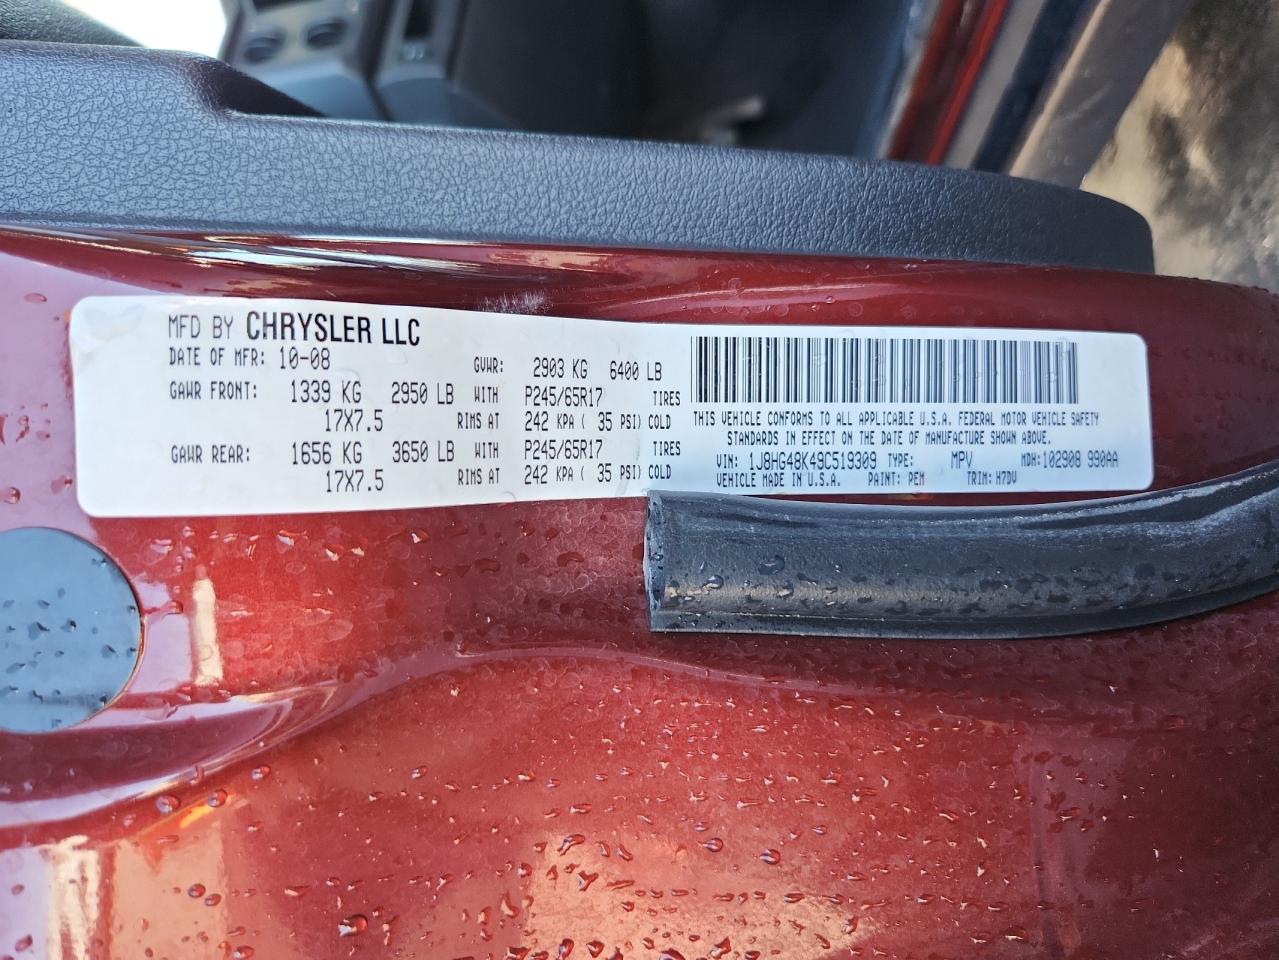 MFD BY CHRYSLER LLC
DATE OF MFR: 10-08 GVWR: 2903 KG 6400 LB
GAWR FRONT: 1339 KG 2950 LB WITH P245/65R17 TIRES
17X7.5 RIMS AT 242 KPA ( 35 PSI) COLD
GAWR REAR: 1656 KG 3650 LB WITH P245/65R17 TIRES
17X7.5 RIMS AT 242 KPA ( 35 PSI) COLD
THIS VEHICLE CONFORMS TO ALL APPLICABLE U.S.A. FEDERAL MOTOR VEHICLE SAFETY
STANDARDS IN EFFECT ON THE DATE OF MANUFACTURE SHOWN ABOVE.
VIN: 1J8HG48K49C519309 TYPE: MPV MDH:102908 990AA
VEHICLE MADE IN U.S.A. PAINT: PEM TRIM: H7DV